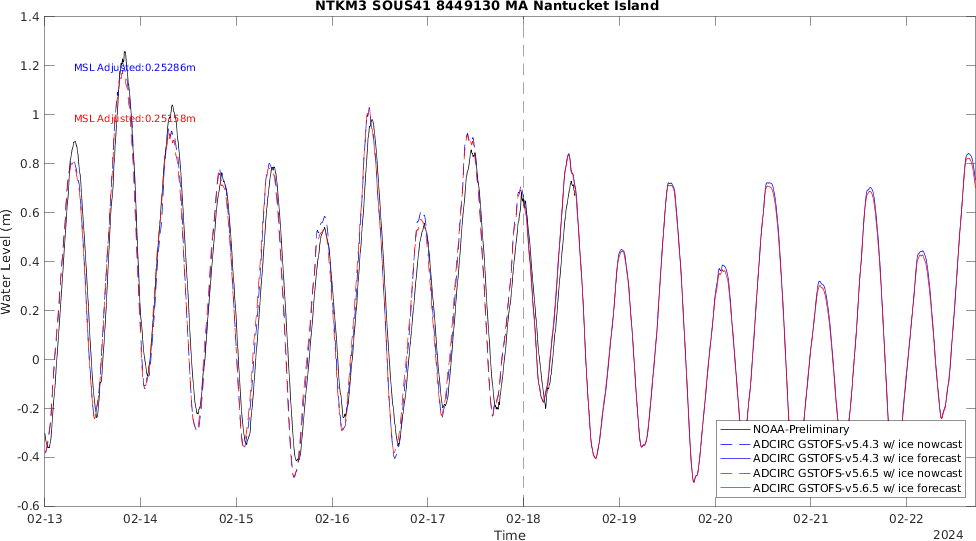 NTKM3 SOUS41 8449130 MA Nantucket Island
1.4
1.2
1
0.8
0.6
0.4
0.2
0
-0.2
-0.4
-0.6
Water Level (m)
MSL Adjusted:0.25286m
MSL Adjusted:0.25158m
NOAA-Preliminary
ADCIRC GSTOFS-v5.4.3 w/ ice nowcast
ADCIRC GSTOFS-v5.4.3 w/ ice forecast
ADCIRC GSTOFS-v5.6.5 w/ ice nowcast
ADCIRC GSTOFS-v5.6.5 w/ ice forecast
02-13 02-14 02-15 02-16 02-17 02-18 02-19 02-20 02-21 02-22
Time
2024